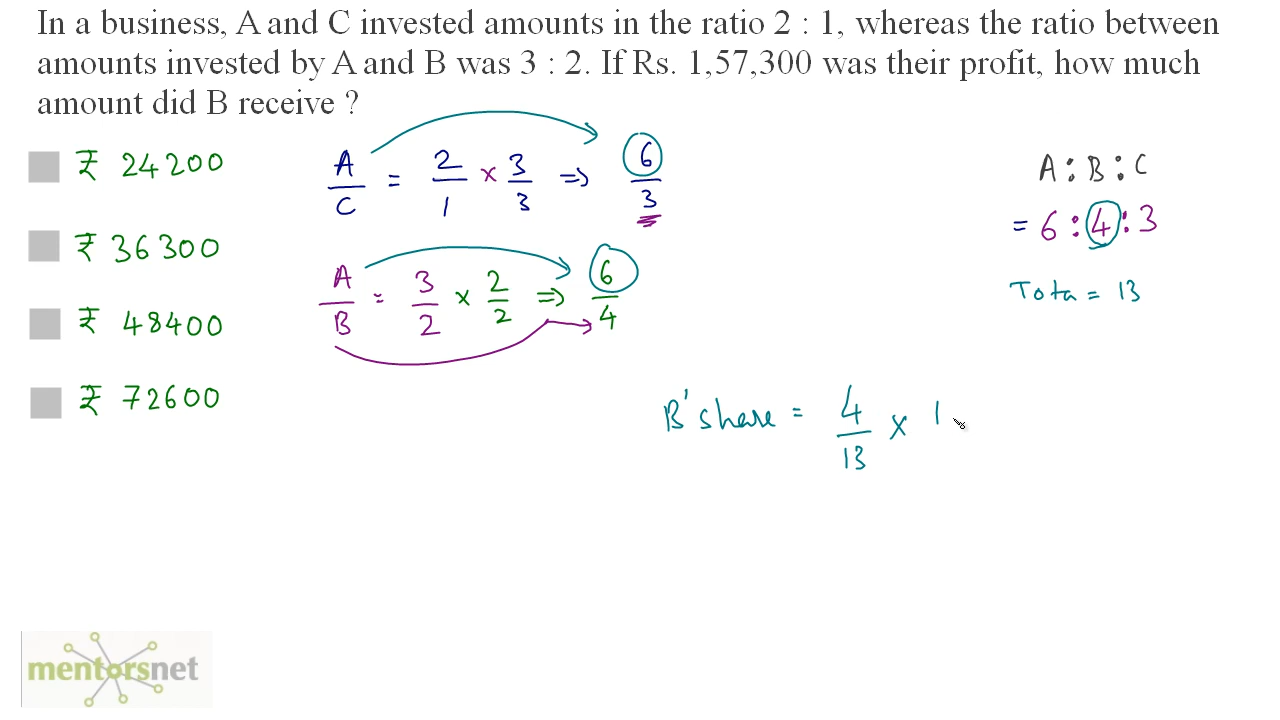 In a business, A and C invested amounts in the ratio 2 : 1, whereas the ratio between
amounts invested by A and B was 3 : 2. If Rs. 1,57,300 was their profit, how much
amount did B receive ?
₹ 24200
₹ 36300
₹ 48400
₹ 72600
A/C = 2/1 × 3/3 ⇒ 6/3
A/B = 3/2 × 2/2 ⇒ 6/4
A : B : C
= 6 : 4 : 3
Tota = 13
B' share = 4/13 × 1
mentorsnet